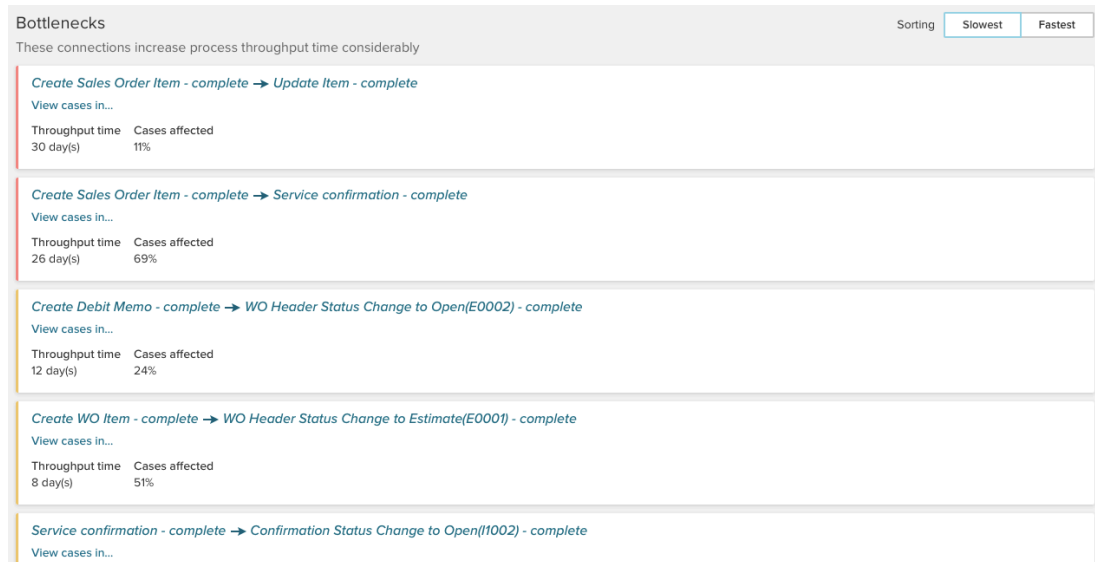 Bottlenecks
Sorting Slowest Fastest
These connections increase process throughput time considerably
Create Sales Order Item - complete → Update Item - complete
View cases in...
Throughput time Cases affected
30 day(s) 11%
Create Sales Order Item - complete → Service confirmation - complete
View cases in...
Throughput time Cases affected
26 day(s) 69%
Create Debit Memo - complete → WO Header Status Change to Open(E0002) - complete
View cases in...
Throughput time Cases affected
12 day(s) 24%
Create WO Item - complete → WO Header Status Change to Estimate(E0001) - complete
View cases in...
Throughput time Cases affected
8 day(s) 51%
Service confirmation - complete → Confirmation Status Change to Open(I1002) - complete
View cases in...